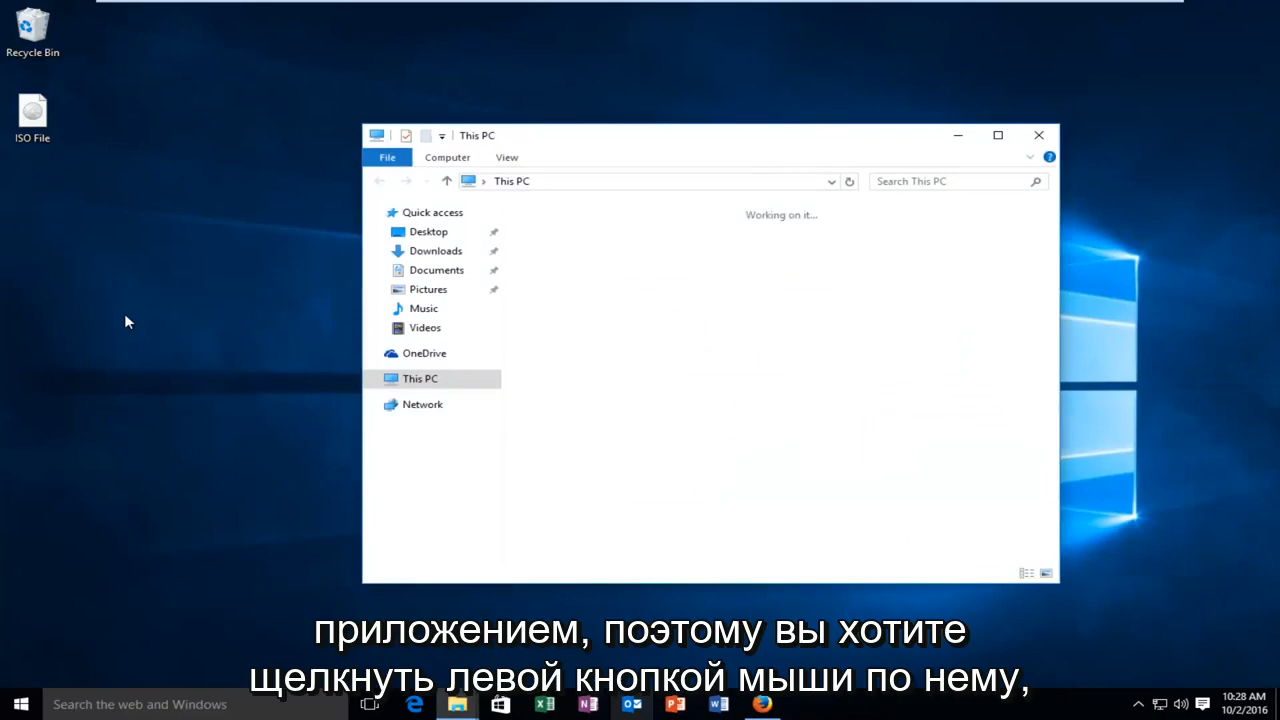 Recycle Bin
ISO File
This PC
File
Computer
View
This PC
Search This PC
Quick access
Desktop
Downloads
Documents
Pictures
Music
Videos
OneDrive
This PC
Network
Working on it...
приложением, поэтому вы хотите
щелкнуть левой кнопкой мыши по нему,
Search the web and Windows
10:28 AM
10/2/2016